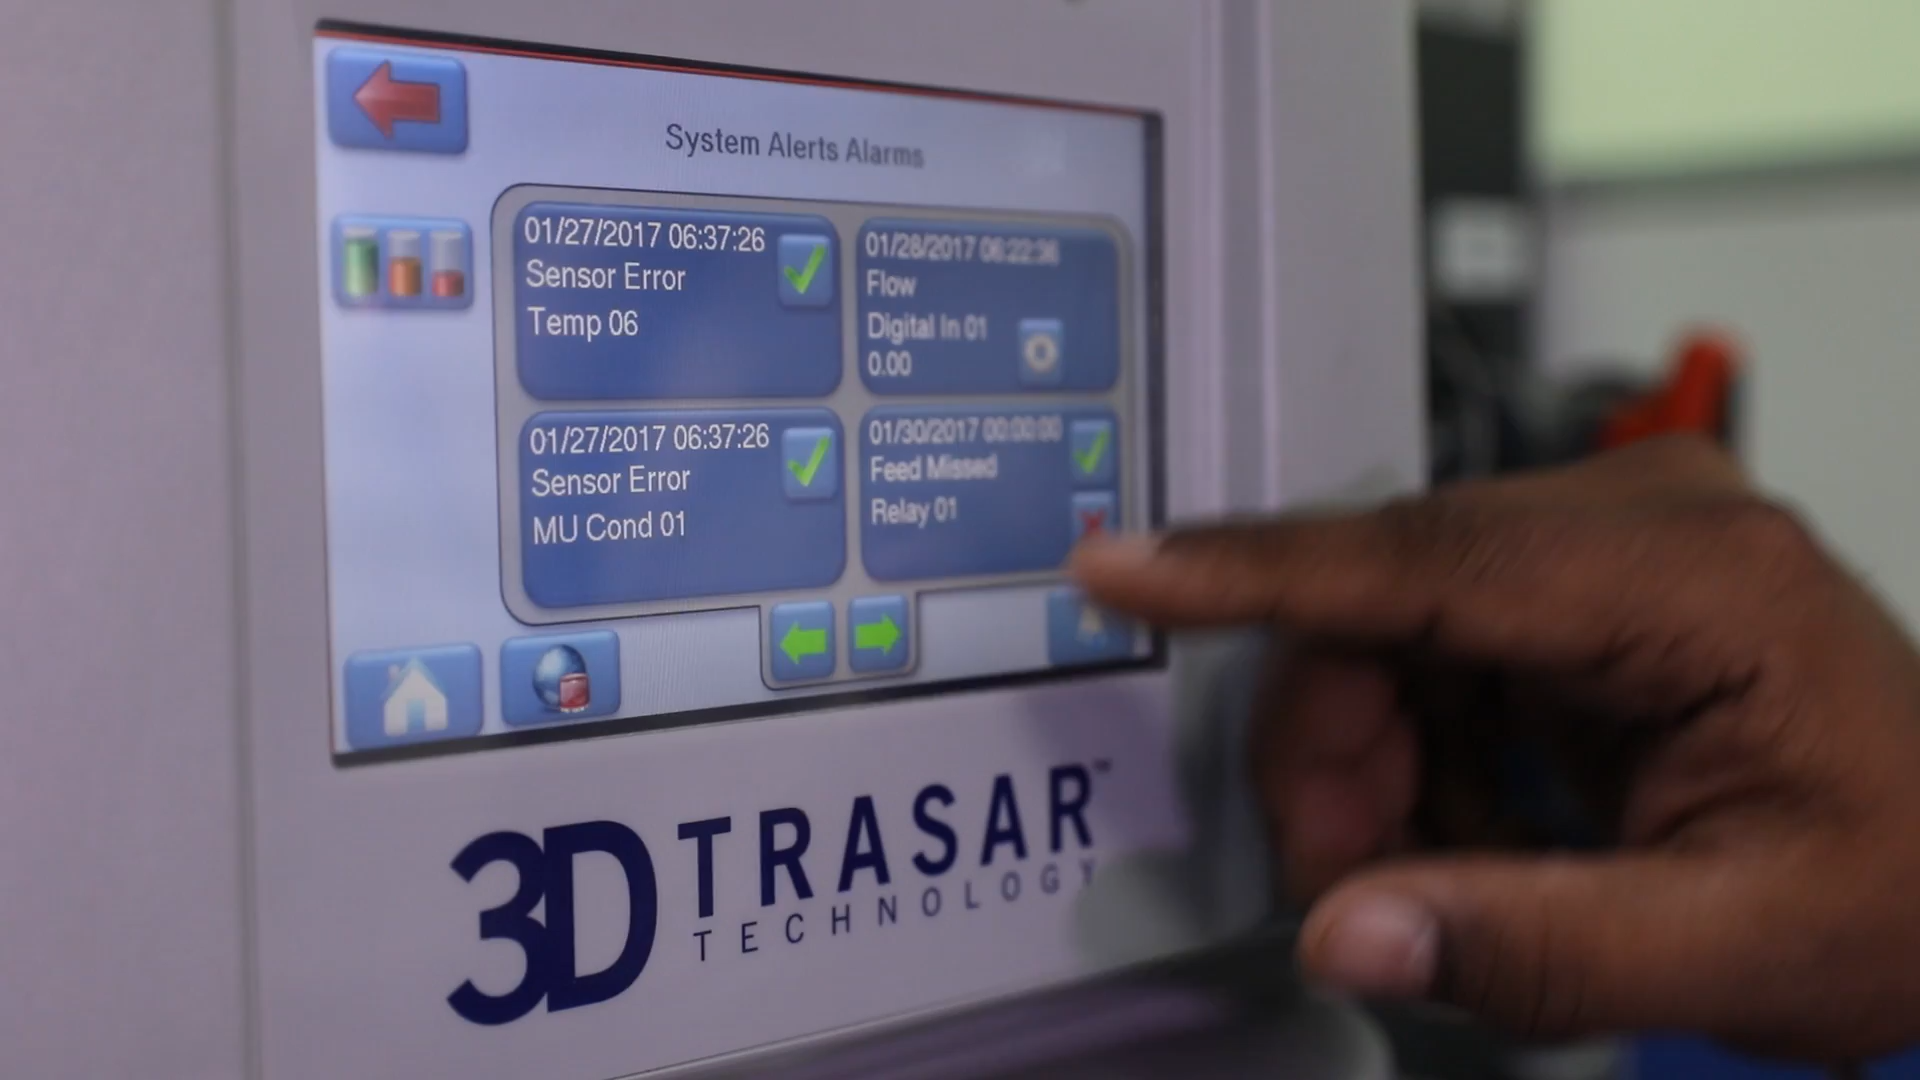 System Alerts Alarms
01/27/2017 06:37:26
Sensor Error
Temp 06
01/28/2017 06:22:36
Flow
Digital In 01
0.00
01/27/2017 06:37:26
Sensor Error
MU Cond 01
01/30/2017 00:00:00
Feed Missed
Relay 01
3D TRASAR™
TECHNOLOGY